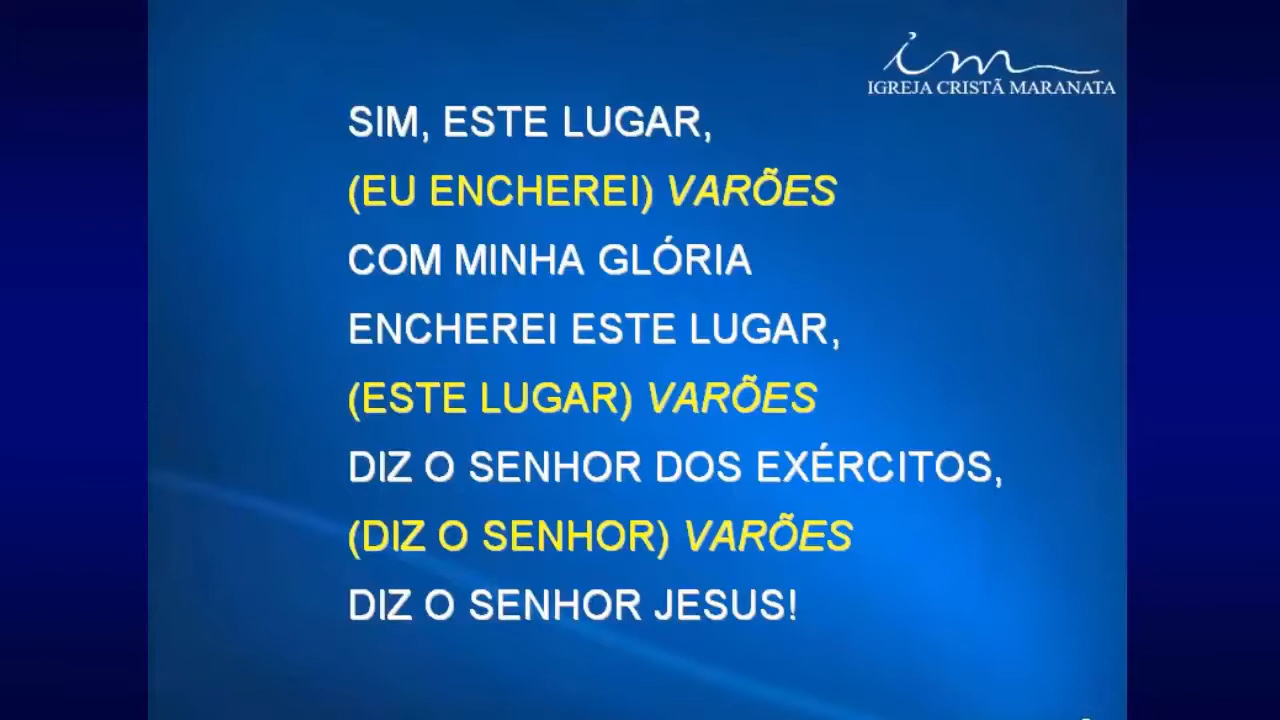 im
IGREJA CRISTÃ MARANATA
SIM, ESTE LUGAR,
(EU ENCHEREI) VARÕES
COM MINHA GLÓRIA
ENCHEREI ESTE LUGAR,
(ESTE LUGAR) VARÕES
DIZ O SENHOR DOS EXÉRCITOS,
(DIZ O SENHOR) VARÕES
DIZ O SENHOR JESUS!